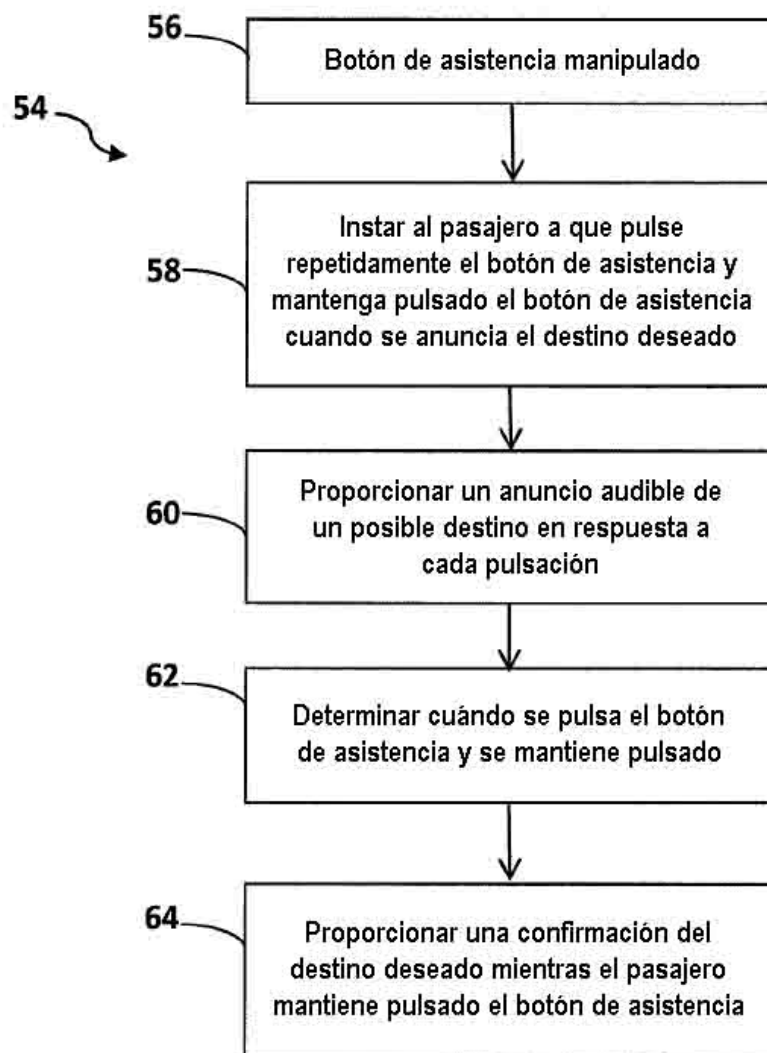 56
Botón de asistencia manipulado
54
58
Instar al pasajero a que pulse
repetidamente el botón de asistencia y
mantenga pulsado el botón de asistencia
cuando se anuncia el destino deseado
60
Proporcionar un anuncio audible de
un posible destino en respuesta a
cada pulsación
62
Determinar cuándo se pulsa el botón
de asistencia y se mantiene pulsado
64
Proporcionar una confirmación del
destino deseado mientras el pasajero
mantiene pulsado el botón de asistencia